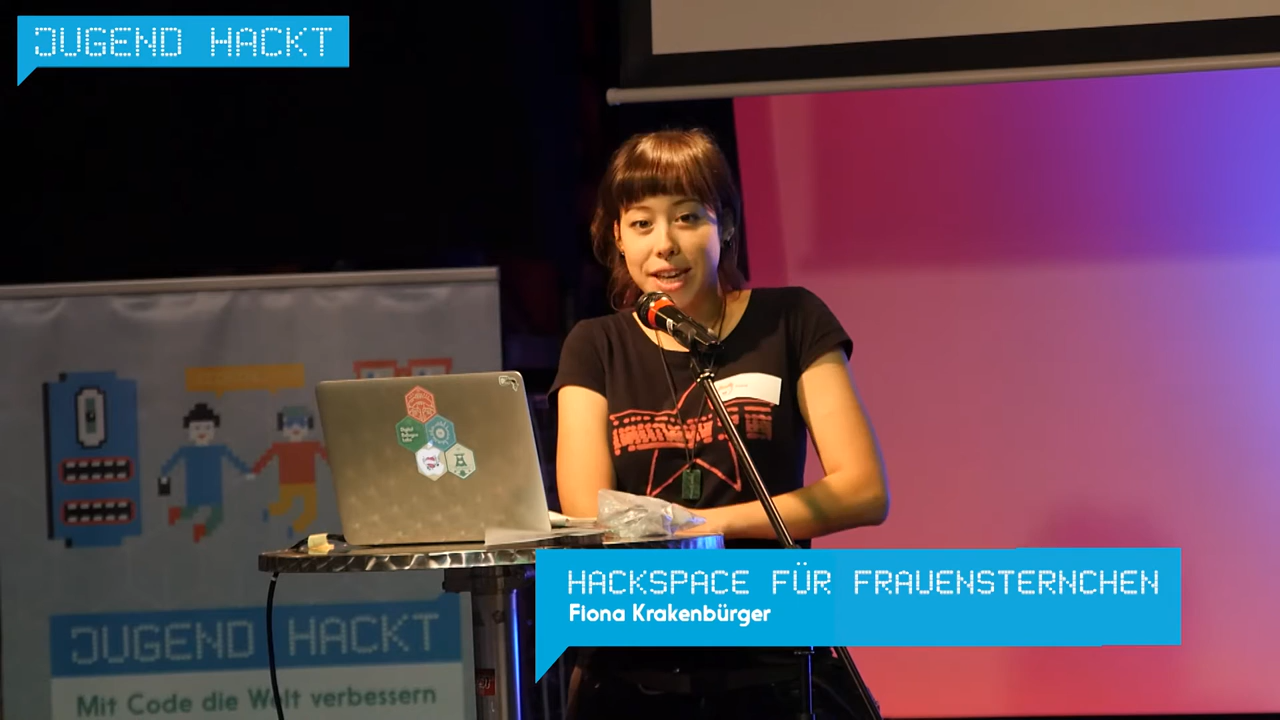 JUGEND HACKT
HACKSPACE FÜR FRAUENSTERNCHEN
Fiona Krakenbürger
JUGEND HACKT
Mit Code die Welt verbessern